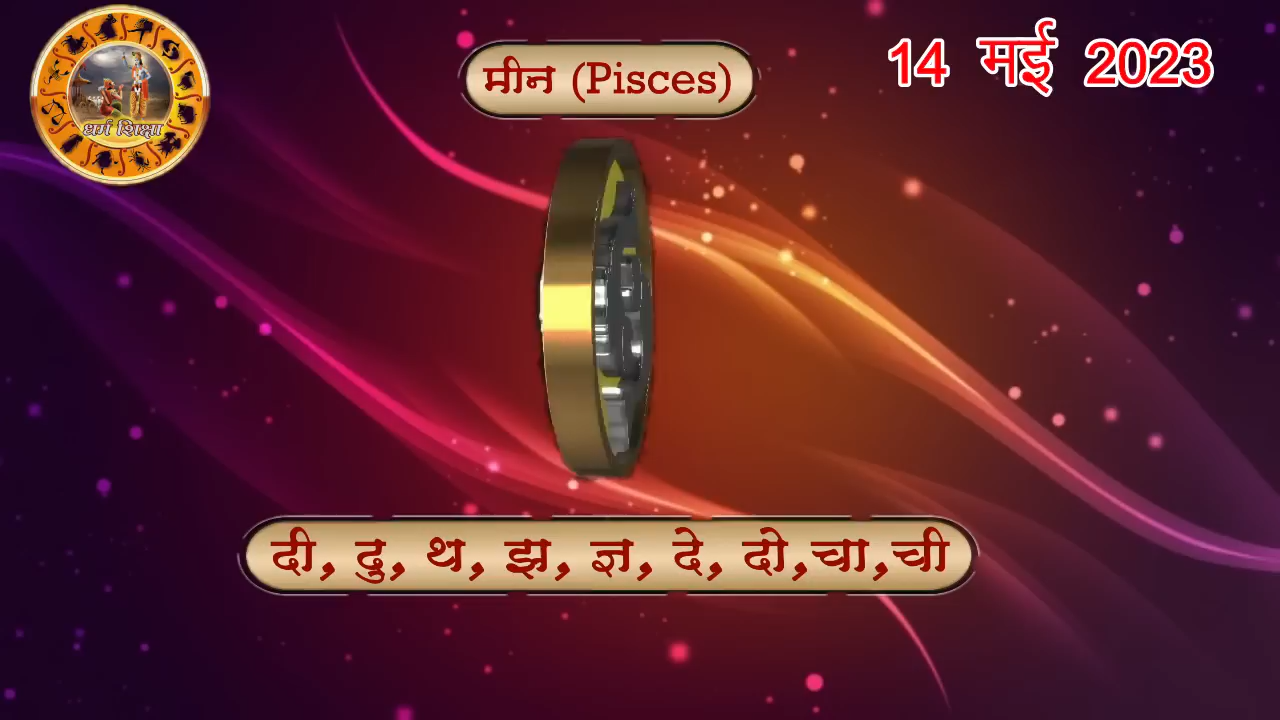 मीन (Pisces)
14 मई 2023
धर्म शिक्षा
दी, दु, थ, झ, ज्ञ, दे, दो,चा,ची